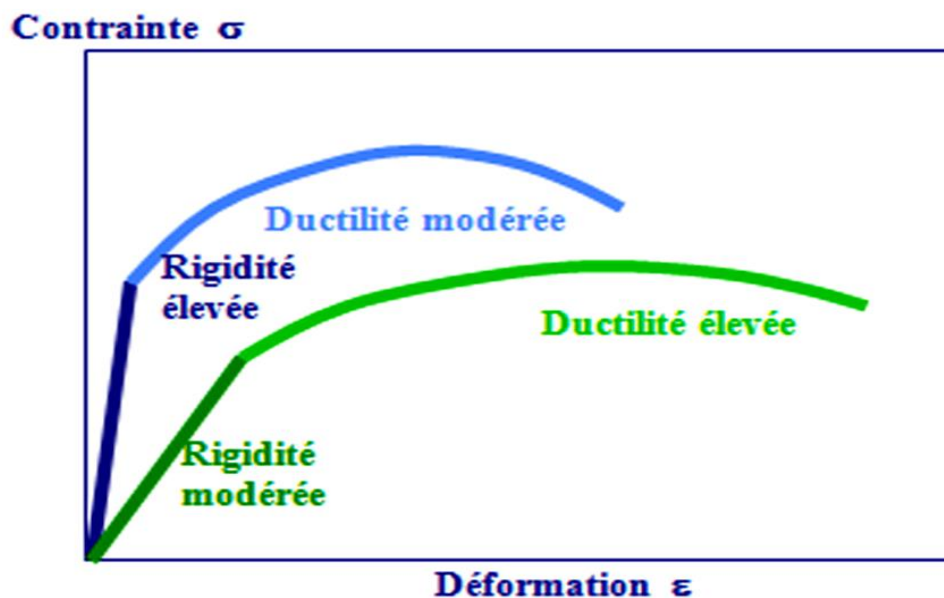 Contrainte σ
Ductilité modérée
Rigidité
élevée
Ductilité élevée
Rigidité
modérée
Déformation ε